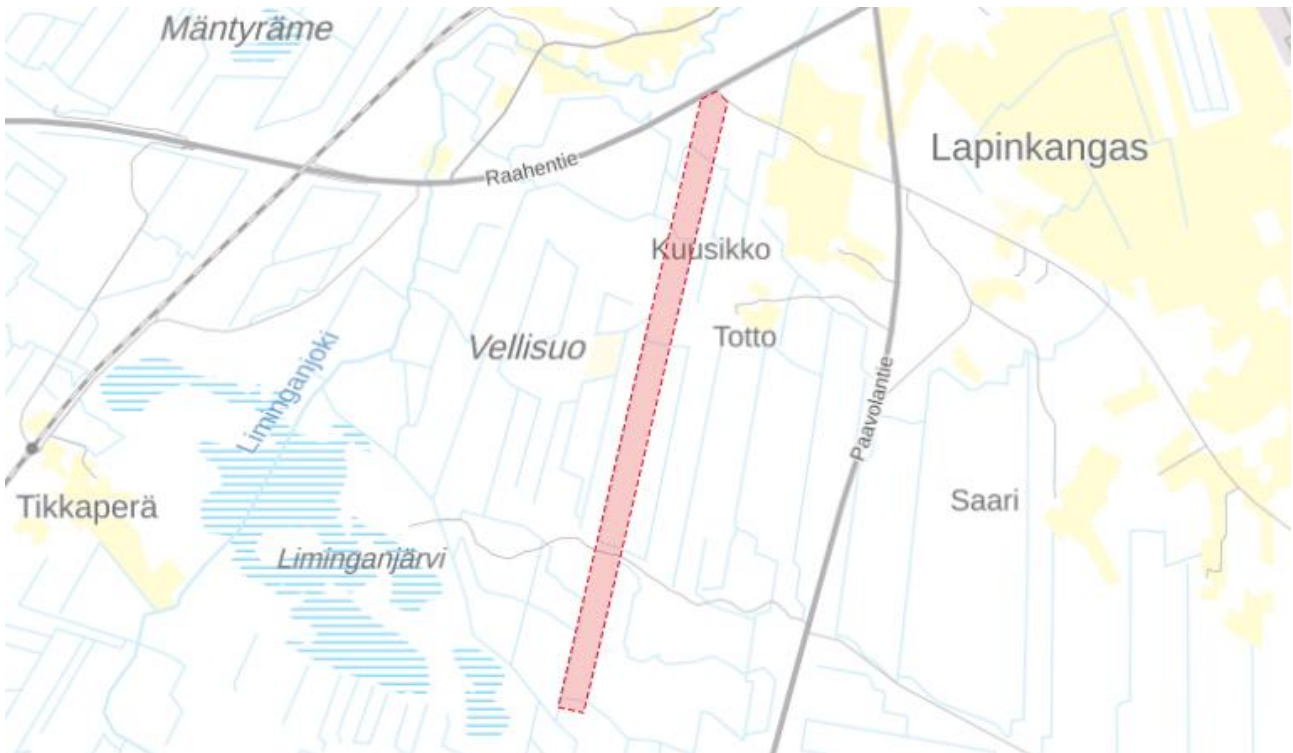 Mäntyräme
Lapinkangas
Raahentie
Kuusikko
Totto
Vellisuo
Liminganjoki
Paavolantie
Tikkaperä
Saari
Liminganjärvi